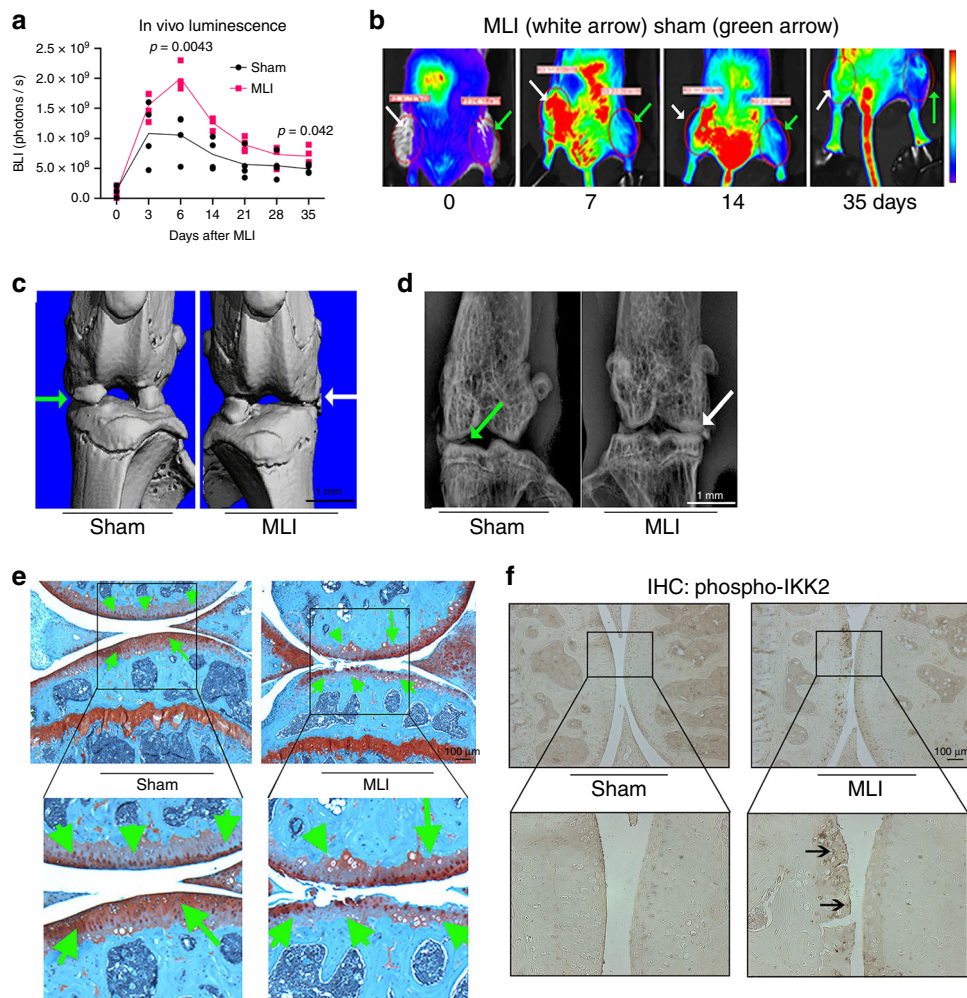 a
In vivo luminescence
p = 0.0043
p = 0.042
Sham
MLI
BLI (photons / s)
2.5 × 10⁹
2.0 × 10⁹
1.5 × 10⁹
1.0 × 10⁹
5.0 × 10⁸
0.0
0 3 6 14 21 28 35
Days after MLI
b
MLI (white arrow) sham (green arrow)
0 7 14 35 days
c
1 mm
Sham MLI
d
1 mm
Sham MLI
e
100 μm
Sham MLI
f
IHC: phospho-IKK2
100 μm
Sham MLI